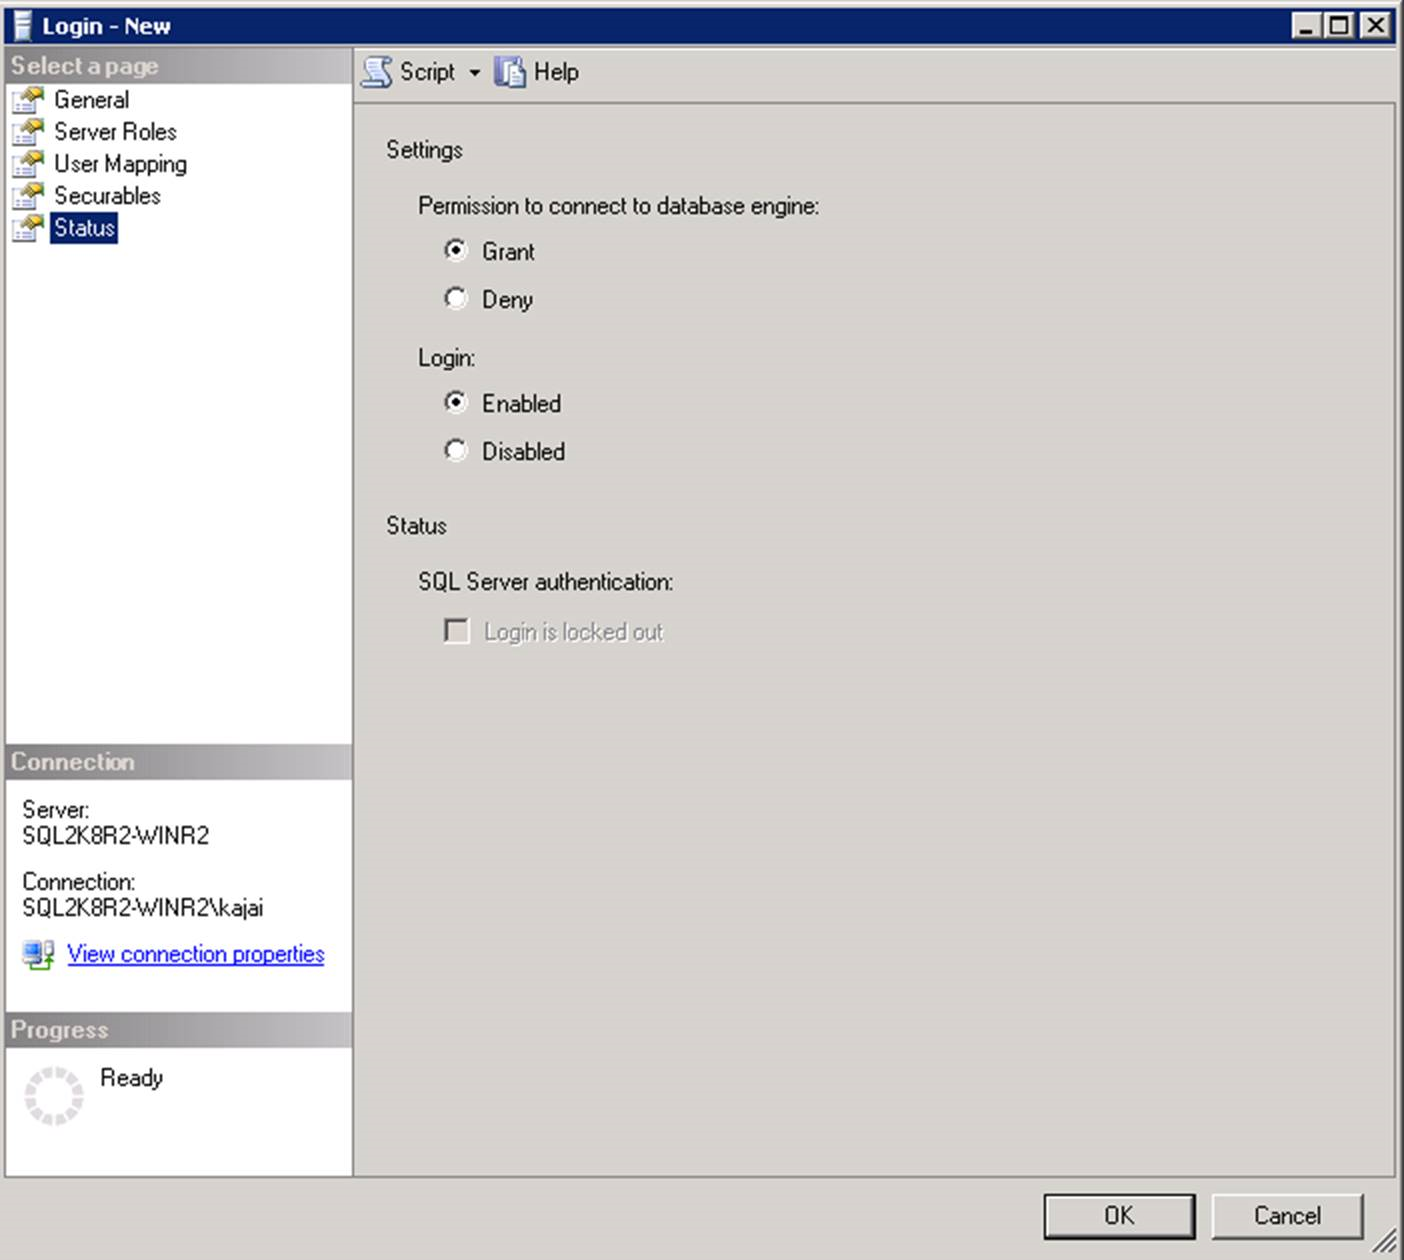 Login - New
Select a page
General
Server Roles
User Mapping
Securables
Status
Script
Help
Settings
Permission to connect to database engine:
Grant
Deny
Login:
Enabled
Disabled
Status
SQL Server authentication:
Login is locked out
Connection
Server:
SQL2K8R2-WINR2
Connection:
SQL2K8R2-WINR2\kajai
View connection properties
Progress
Ready
OK
Cancel